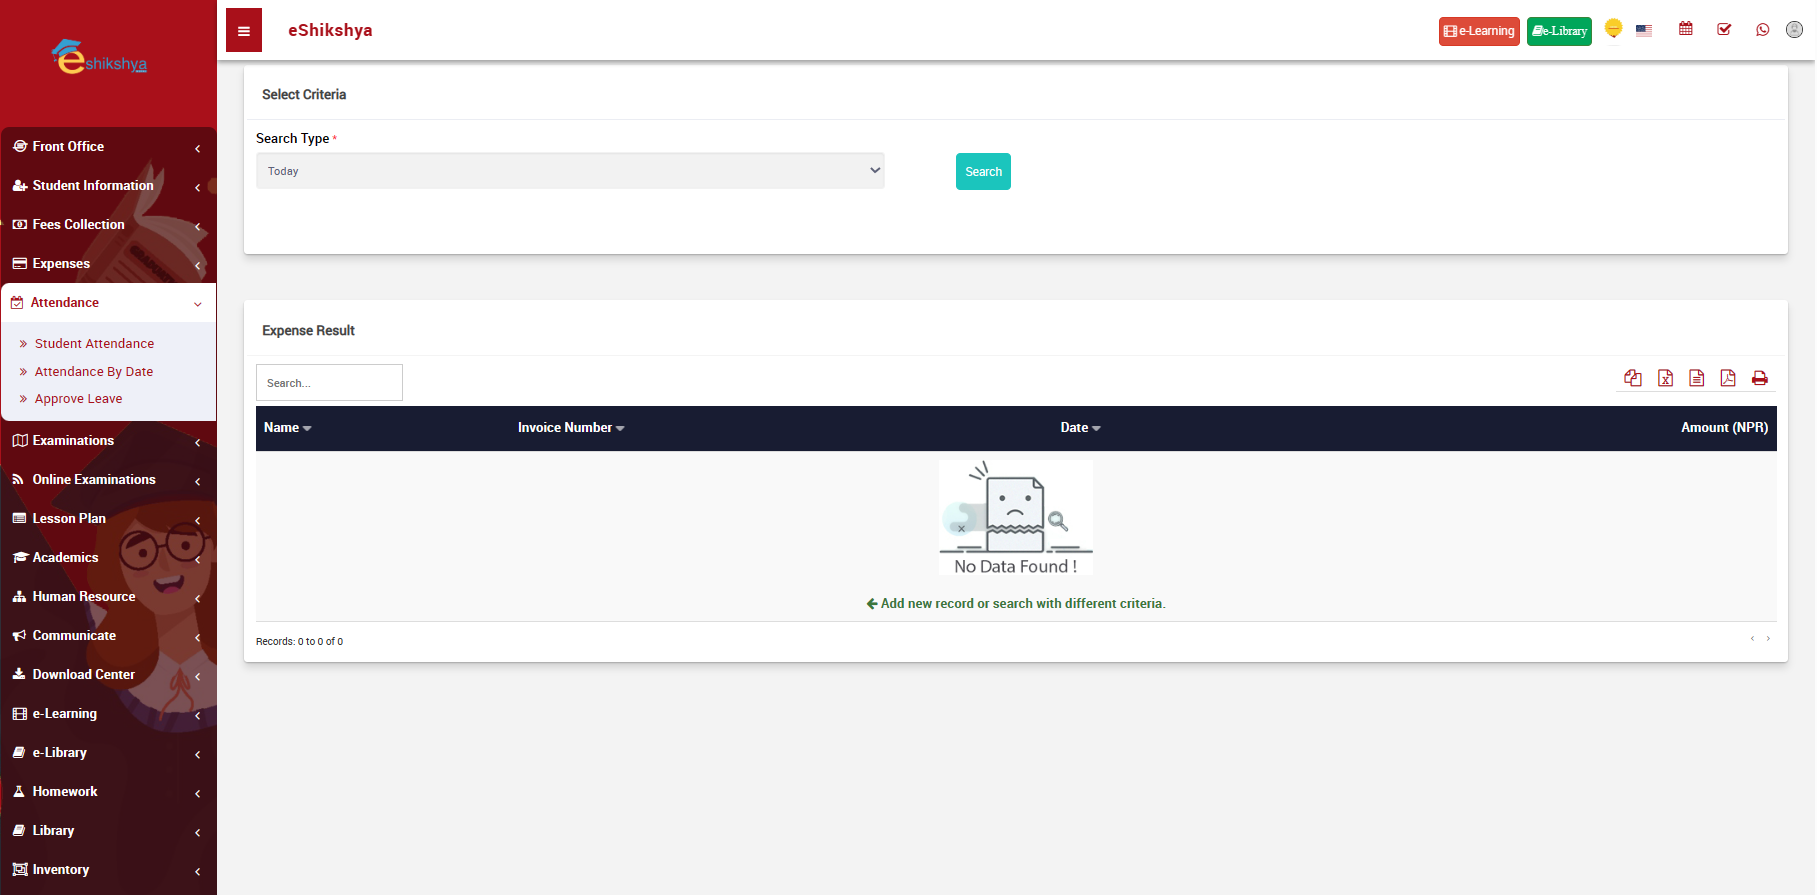 eshikshya
eShikshya
e-Learning
e-Library
Front Office
Student Information
Fees Collection
Expenses
Attendance
Student Attendance
Attendance By Date
Approve Leave
Examinations
Online Examinations
Lesson Plan
Academics
Human Resource
Communicate
Download Center
e-Learning
e-Library
Homework
Library
Inventory
Select Criteria
Search Type *
Today
Search
Expense Result
Search...
Name
Invoice Number
Date
Amount (NPR)
No Data Found !
Add new record or search with different criteria.
Records: 0 to 0 of 0